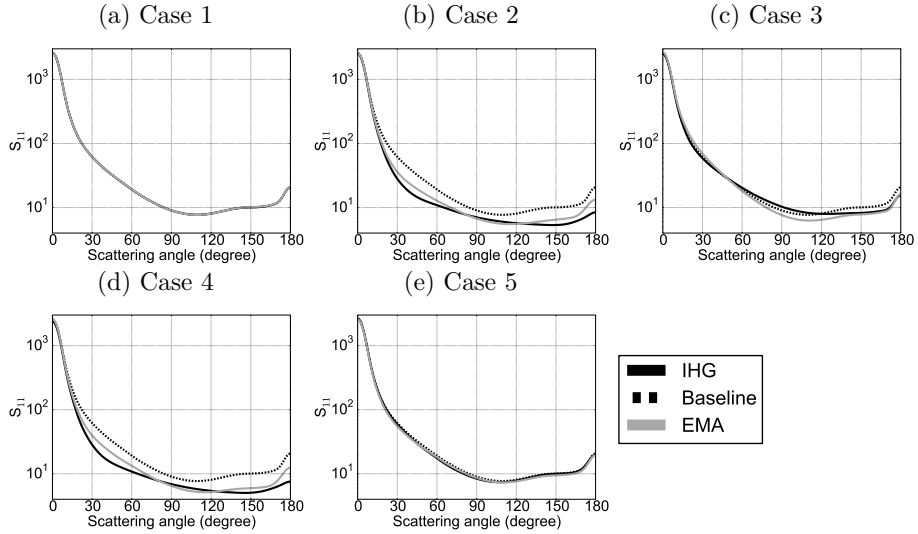 (a) Case 1
(b) Case 2
(c) Case 3
S₁₁
10³
10²
10¹
0 30 60 90 120 150 180
Scattering angle (degree)
S₁₁
10³
10²
10¹
0 30 60 90 120 150 180
Scattering angle (degree)
S₁₁
10³
10²
10¹
0 30 60 90 120 150 180
Scattering angle (degree)
(d) Case 4
(e) Case 5
S₁₁
10³
10²
10¹
0 30 60 90 120 150 180
Scattering angle (degree)
S₁₁
10³
10²
10¹
0 30 60 90 120 150 180
Scattering angle (degree)
IHG
Baseline
EMA